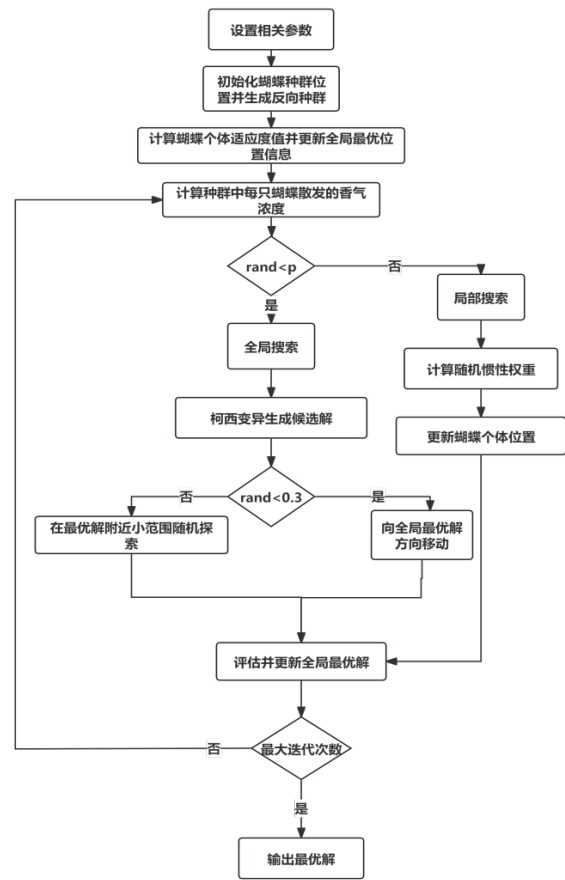 设置相关参数
初始化蝴蝶种群位
置并生成反向种群
计算蝴蝶个体适应度值并更新全局最优位
置信息
计算种群中每只蝴蝶散发的香气
浓度
rand<p
否
是
局部搜索
全局搜索
计算随机惯性权重
柯西变异生成候选解
更新蝴蝶个体位置
rand<0.3
否
是
在最优解附近小范围随机探
索
向全局最优解
方向移动
评估并更新全局最优解
最大迭代次数
否
是
输出最优解